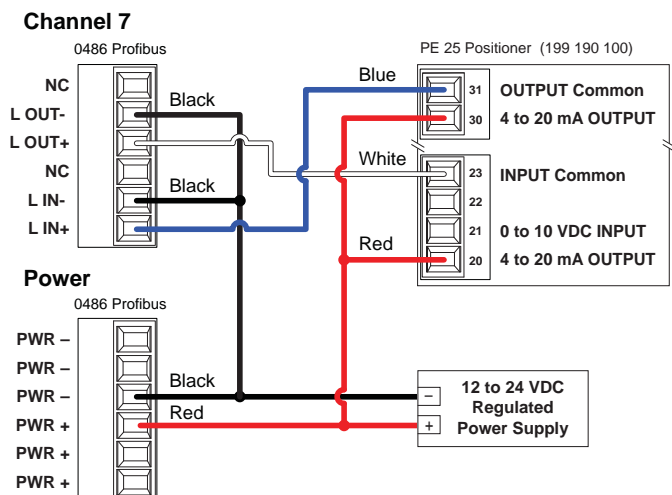 Channel 7
0486 Profibus
NC
L OUT-
L OUT+
NC
L IN-
L IN+
Black
Black
Blue
White
Red
PE 25 Positioner (199 190 100)
31 OUTPUT Common
30 4 to 20 mA OUTPUT
23 INPUT Common
22
21 0 to 10 VDC INPUT
20 4 to 20 mA OUTPUT
Power
0486 Profibus
PWR –
PWR –
PWR –
PWR +
PWR +
PWR +
Black
Red
–
+
12 to 24 VDC
Regulated
Power Supply